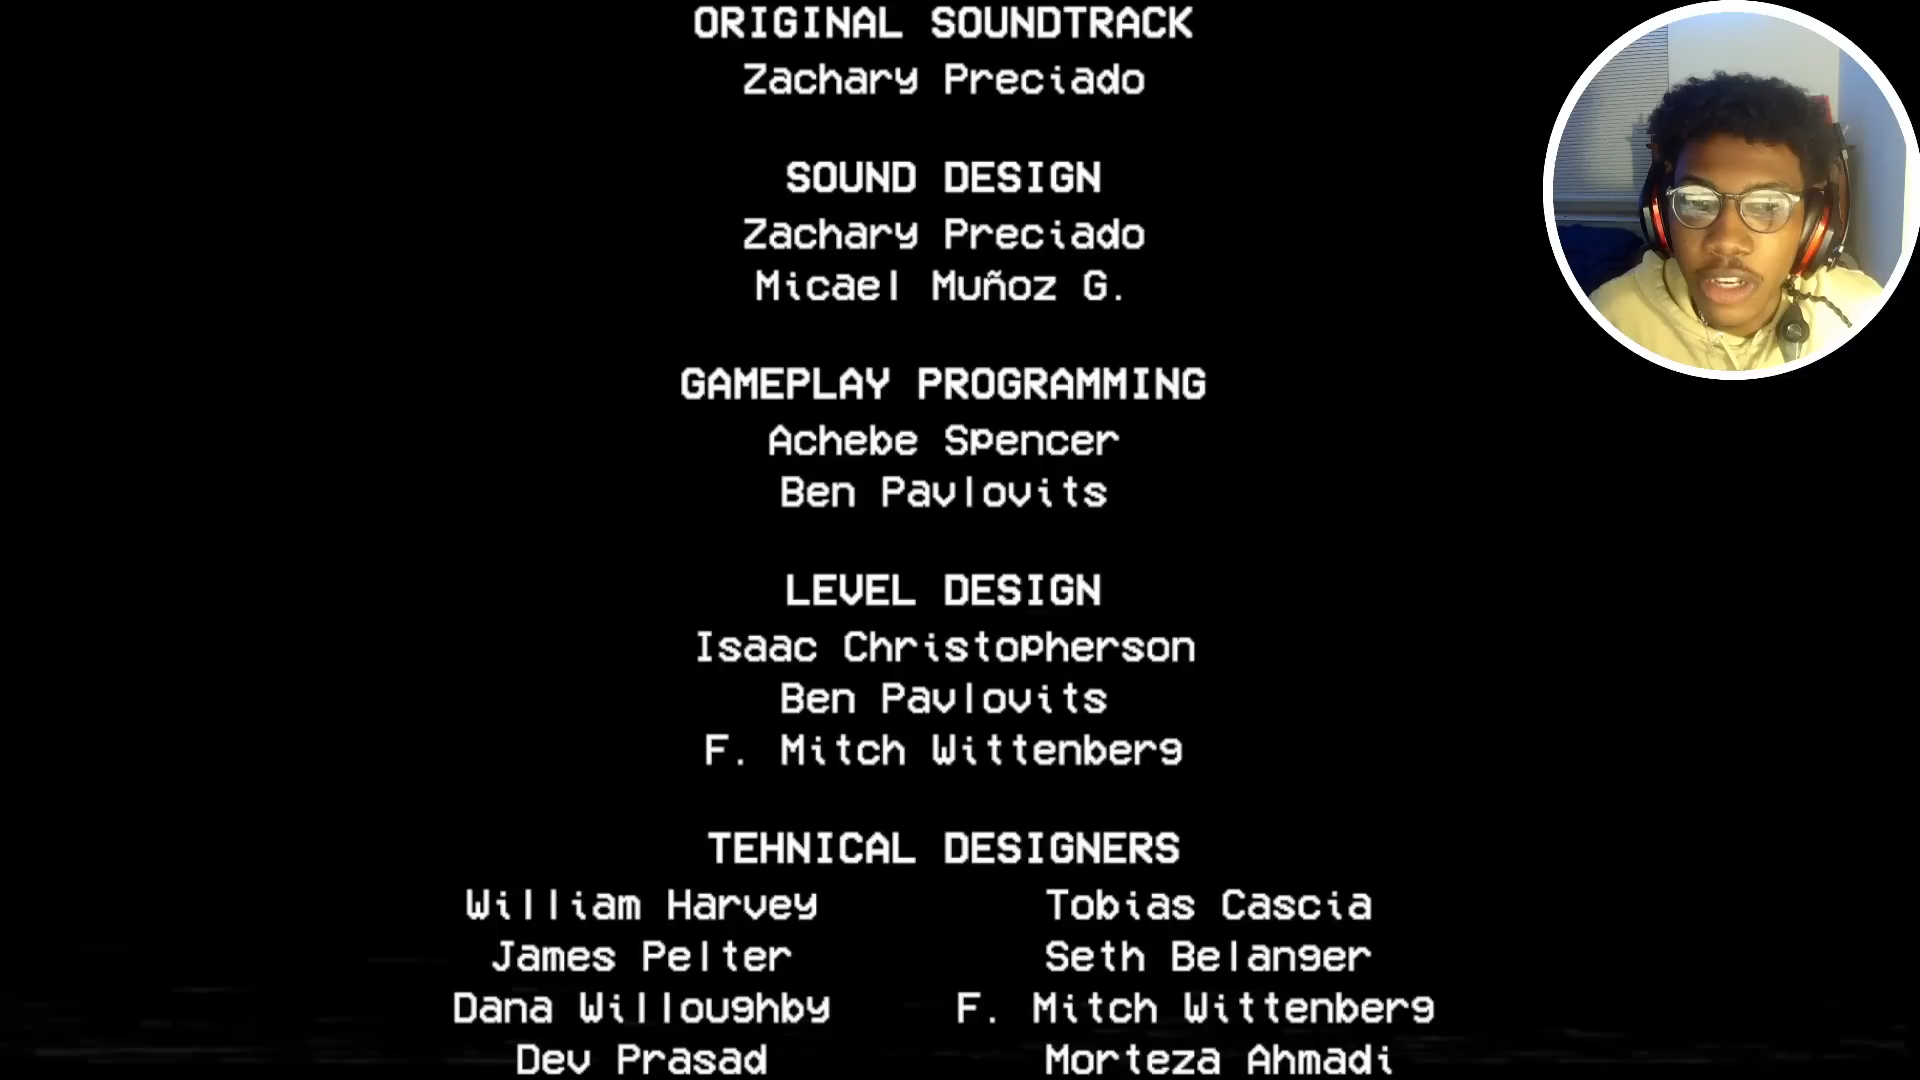 ORIGINAL SOUNDTRACK
Zachary Preciado
SOUND DESIGN
Zachary Preciado
Micael Muñoz G.
GAMEPLAY PROGRAMMING
Achebe Spencer
Ben Pavlovits
LEVEL DESIGN
Isaac Christopherson
Ben Pavlovits
F. Mitch Wittenberg
TEHNICAL DESIGNERS
William Harvey Tobias Cascia
James Pelter Seth Belanger
Dana Willoughby F. Mitch Wittenberg
Dev Prasad Morteza Ahmadi